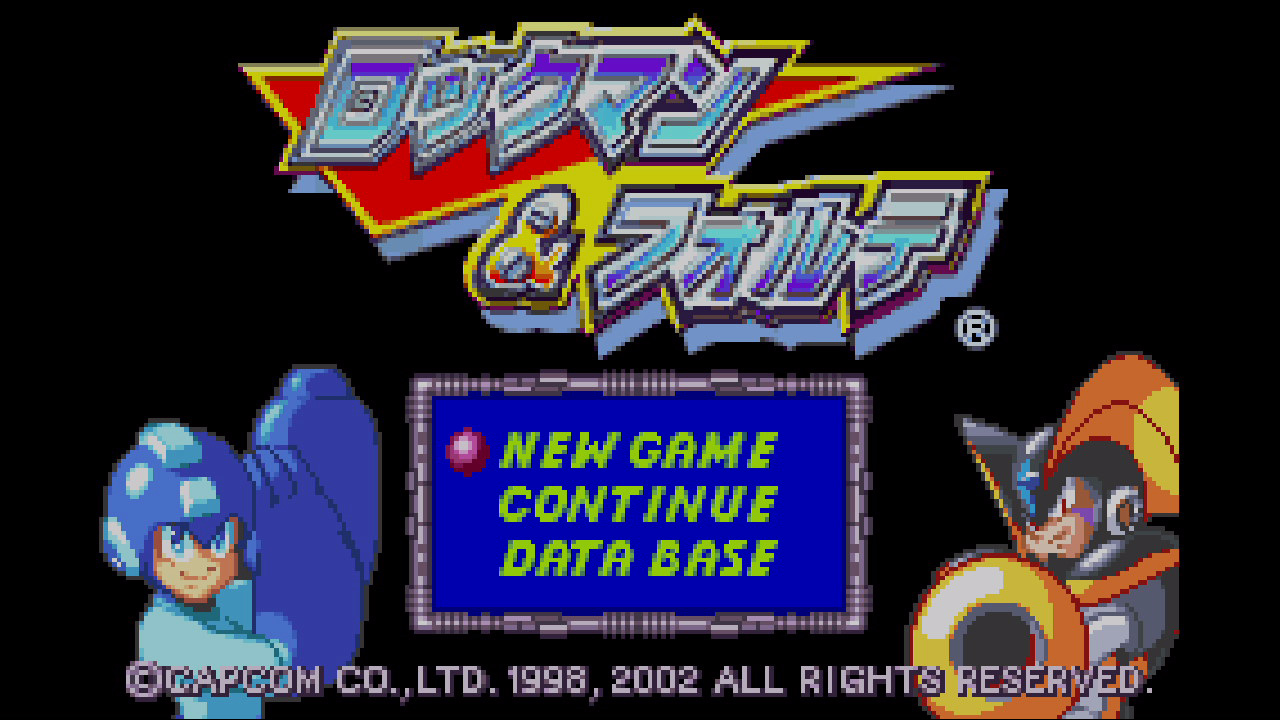 ロックマン
&フォルテ
®
NEW GAME
CONTINUE
DATA BASE
©CAPCOM CO.,LTD. 1998, 2002 ALL RIGHTS RESERVED.